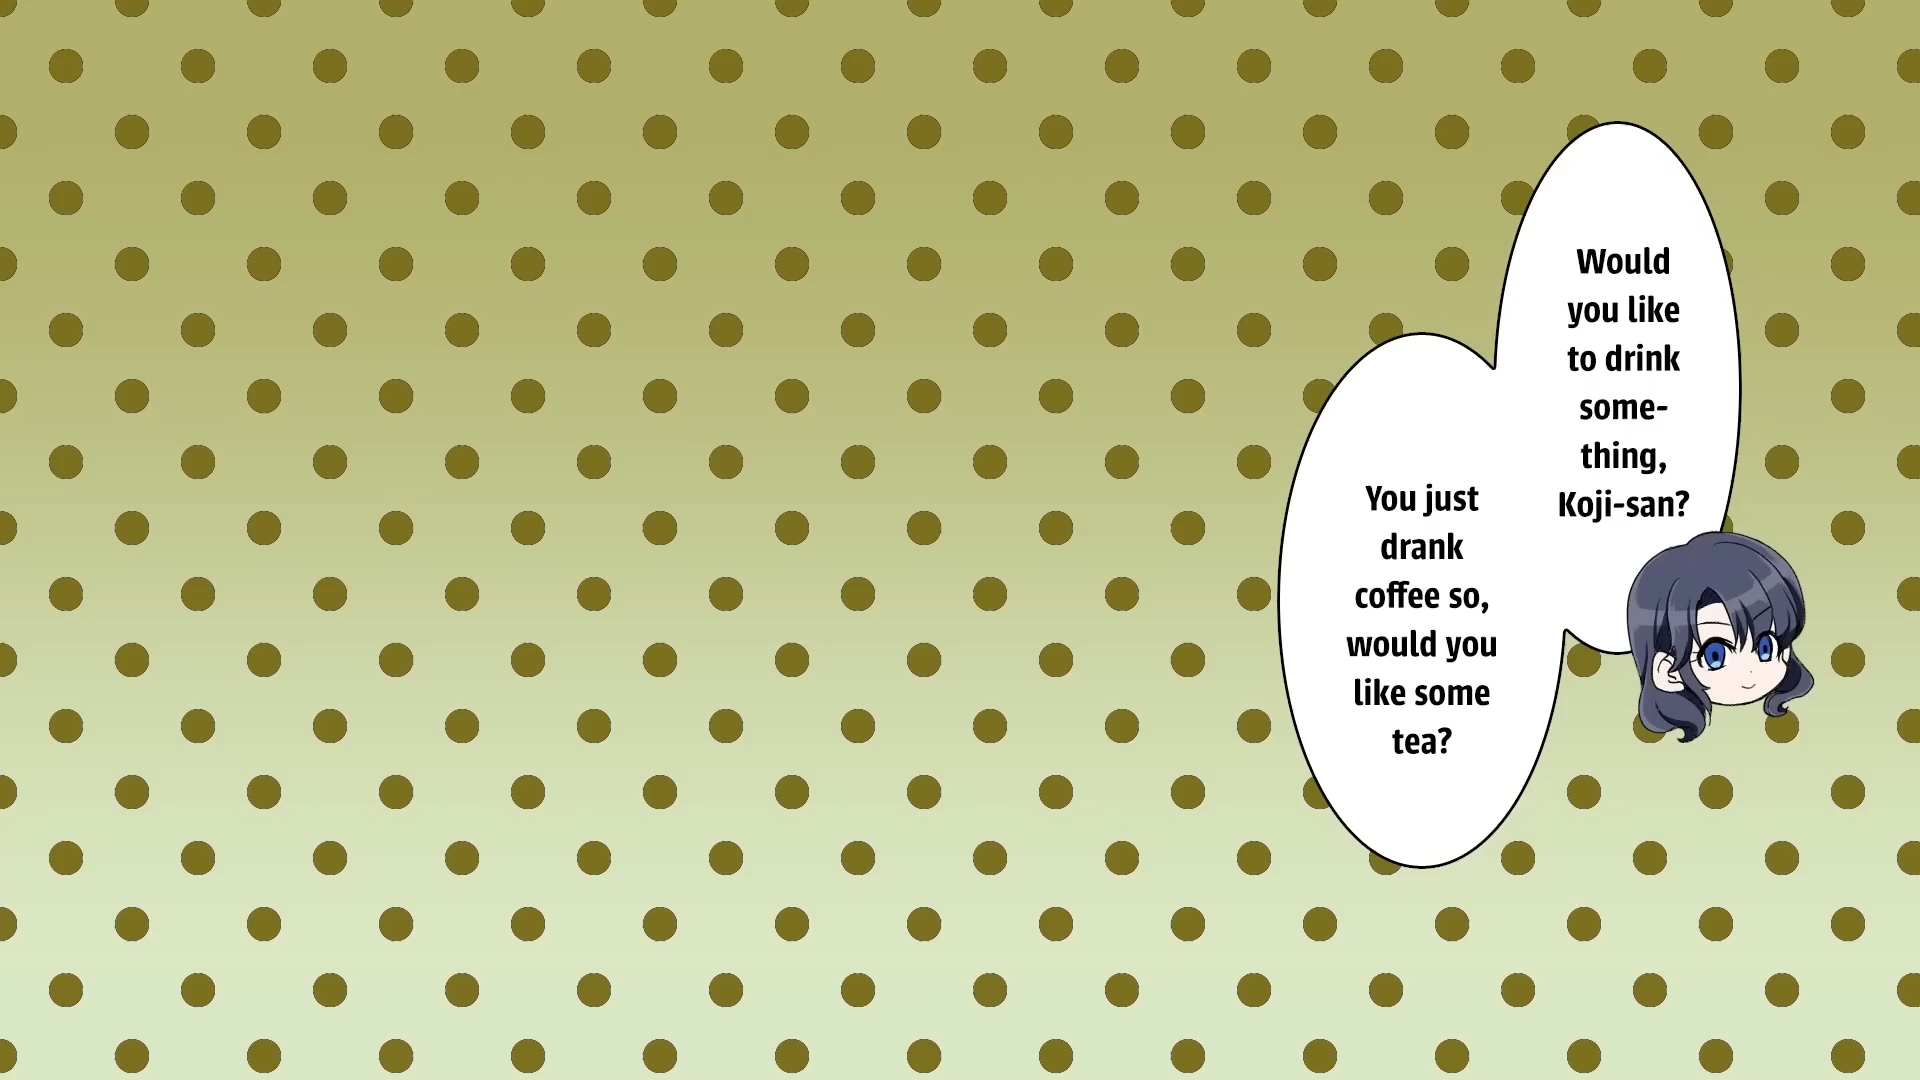 Would
you like
to drink
some-
thing,
Koji-san?
You just
drank
coffee so,
would you
like some
tea?